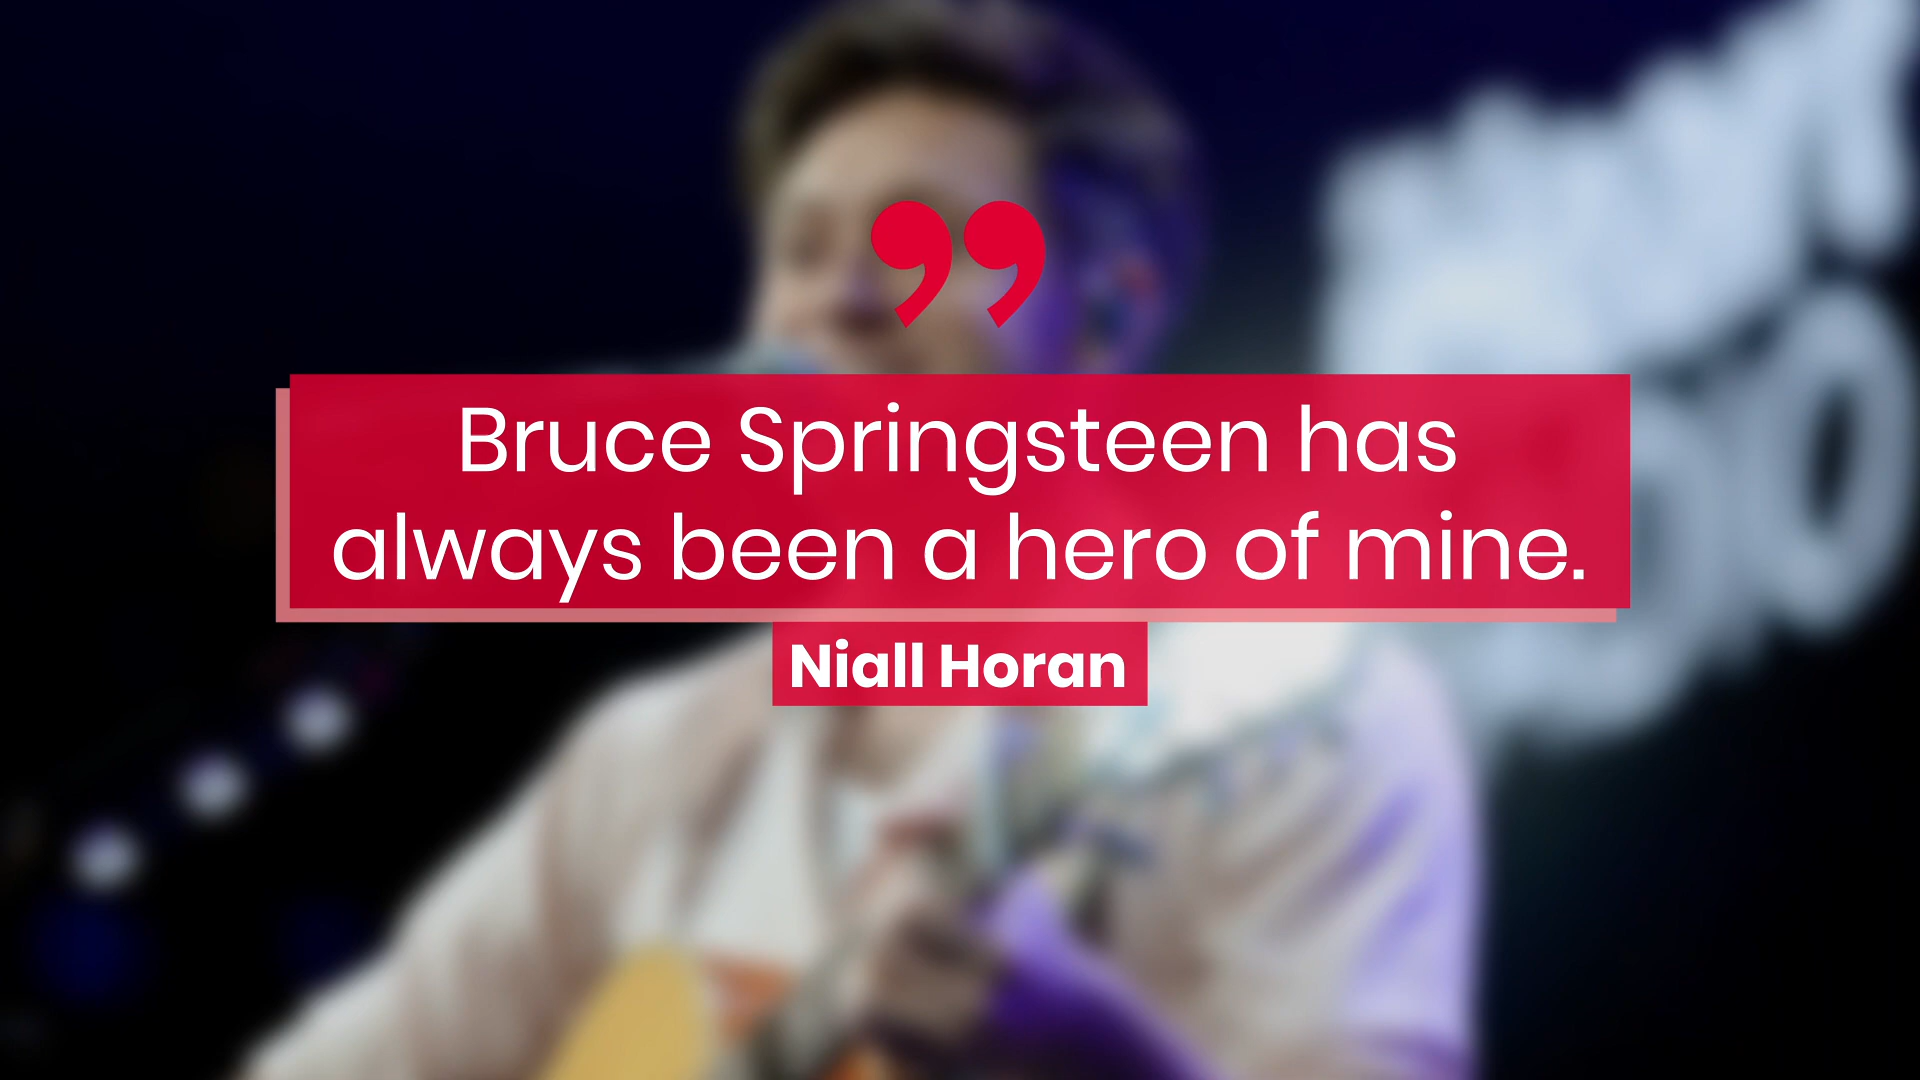 ”
Bruce Springsteen has
always been a hero of mine.
Niall Horan